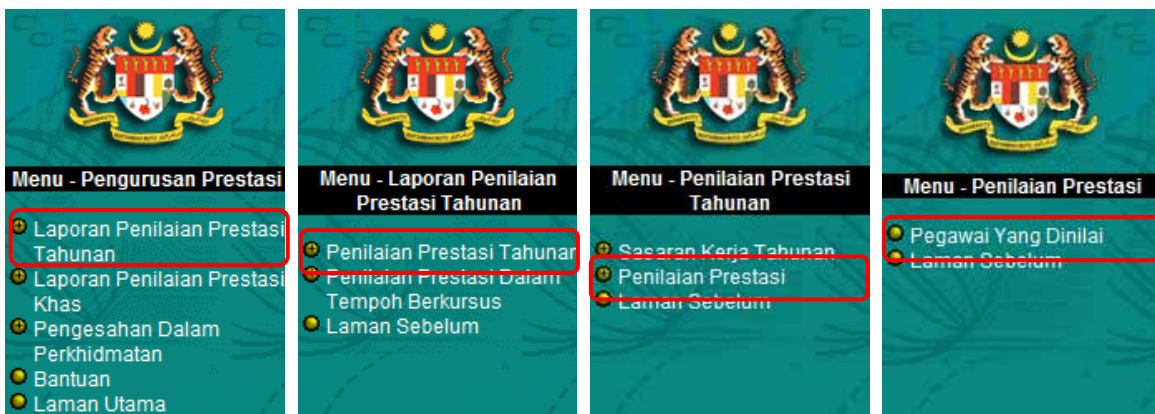 Menu - Pengurusan Prestasi
Laporan Penilaian Prestasi
Tahunan
Laporan Penilaian Prestasi
Khas
Pengesahan Dalam
Perkhidmatan
Bantuan
Laman Utama
Menu - Laporan Penilaian
Prestasi Tahunan
Penilaian Prestasi Tahunan
Penilaian Prestasi Dalam
Tempoh Berkursus
Laman Sebelum
Menu - Penilaian Prestasi
Tahunan
Sasaran Kerja Tahunan
Penilaian Prestasi
Laman Sebelum
Menu - Penilaian Prestasi
Pegawai Yang Dinilai
Laman Sebelum